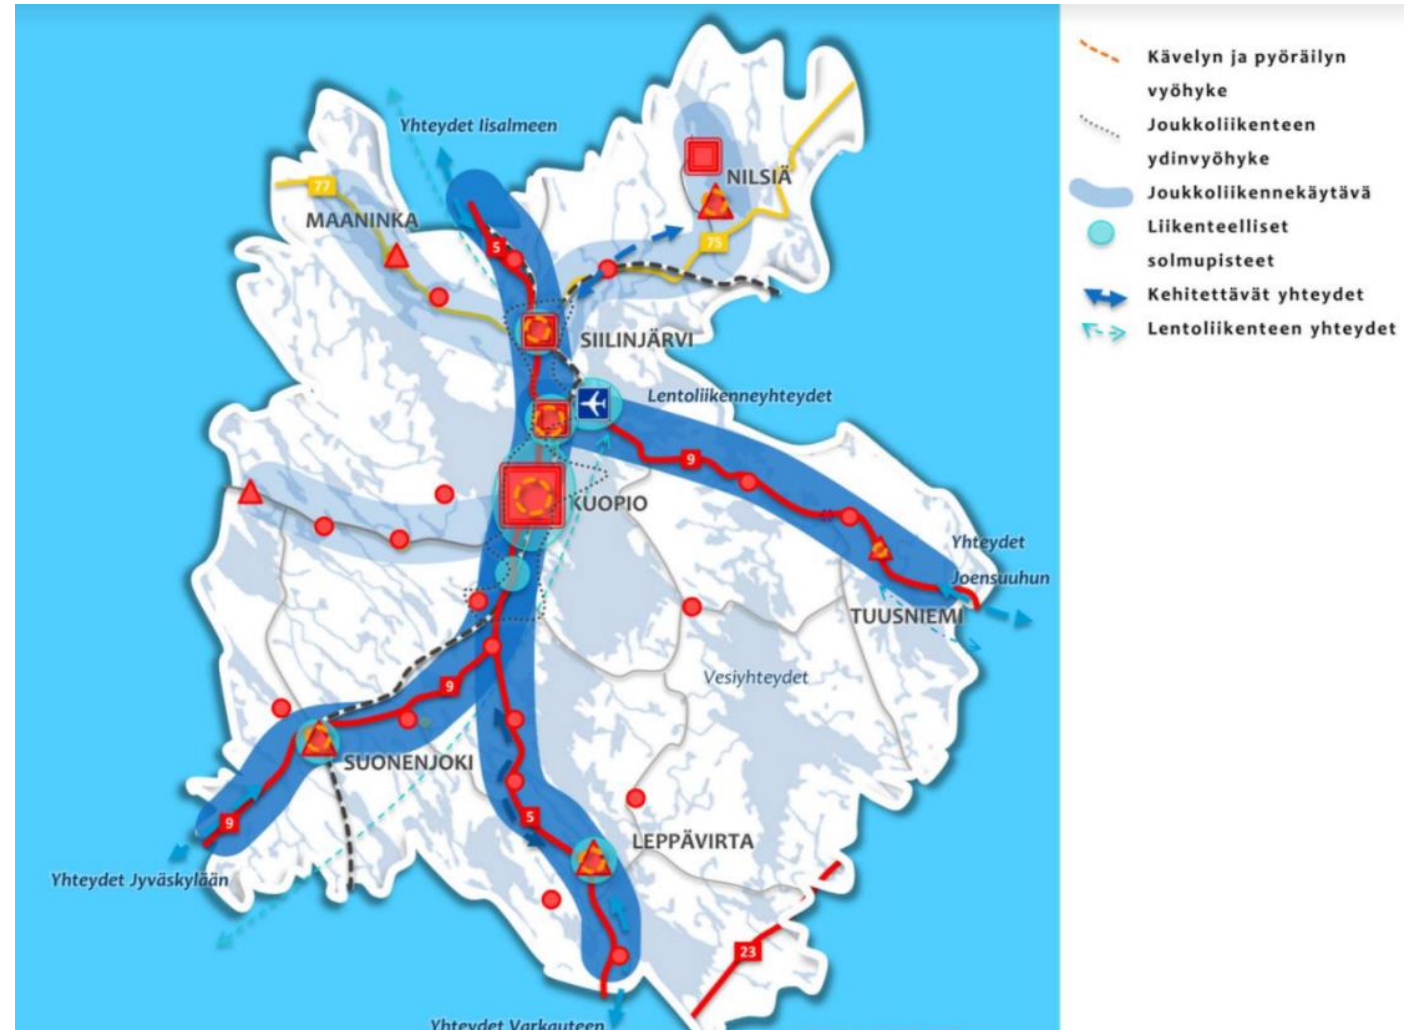 Yhteydet Iisalmeen
77
NILSIÄ
MAANINKA
5
75
SIILINJÄRVI
Lentoliikenneyhteydet
9
KUOPIO
Yhteydet
Joensuuhun
TUUSNIEMI
Vesiyhteydet
9
SUONENJOKI
5
9
LEPPÄVIRTA
Yhteydet Jyväskylään
23
Yhteydet Varkauteen
Kävelyn ja pyöräilyn
vyöhyke
Joukkoliikenteen
ydinvyöhyke
Joukkoliikennekäytävä
Liikenteelliset
solmupisteet
Kehitettävät yhteydet
Lentoliikenteen yhteydet